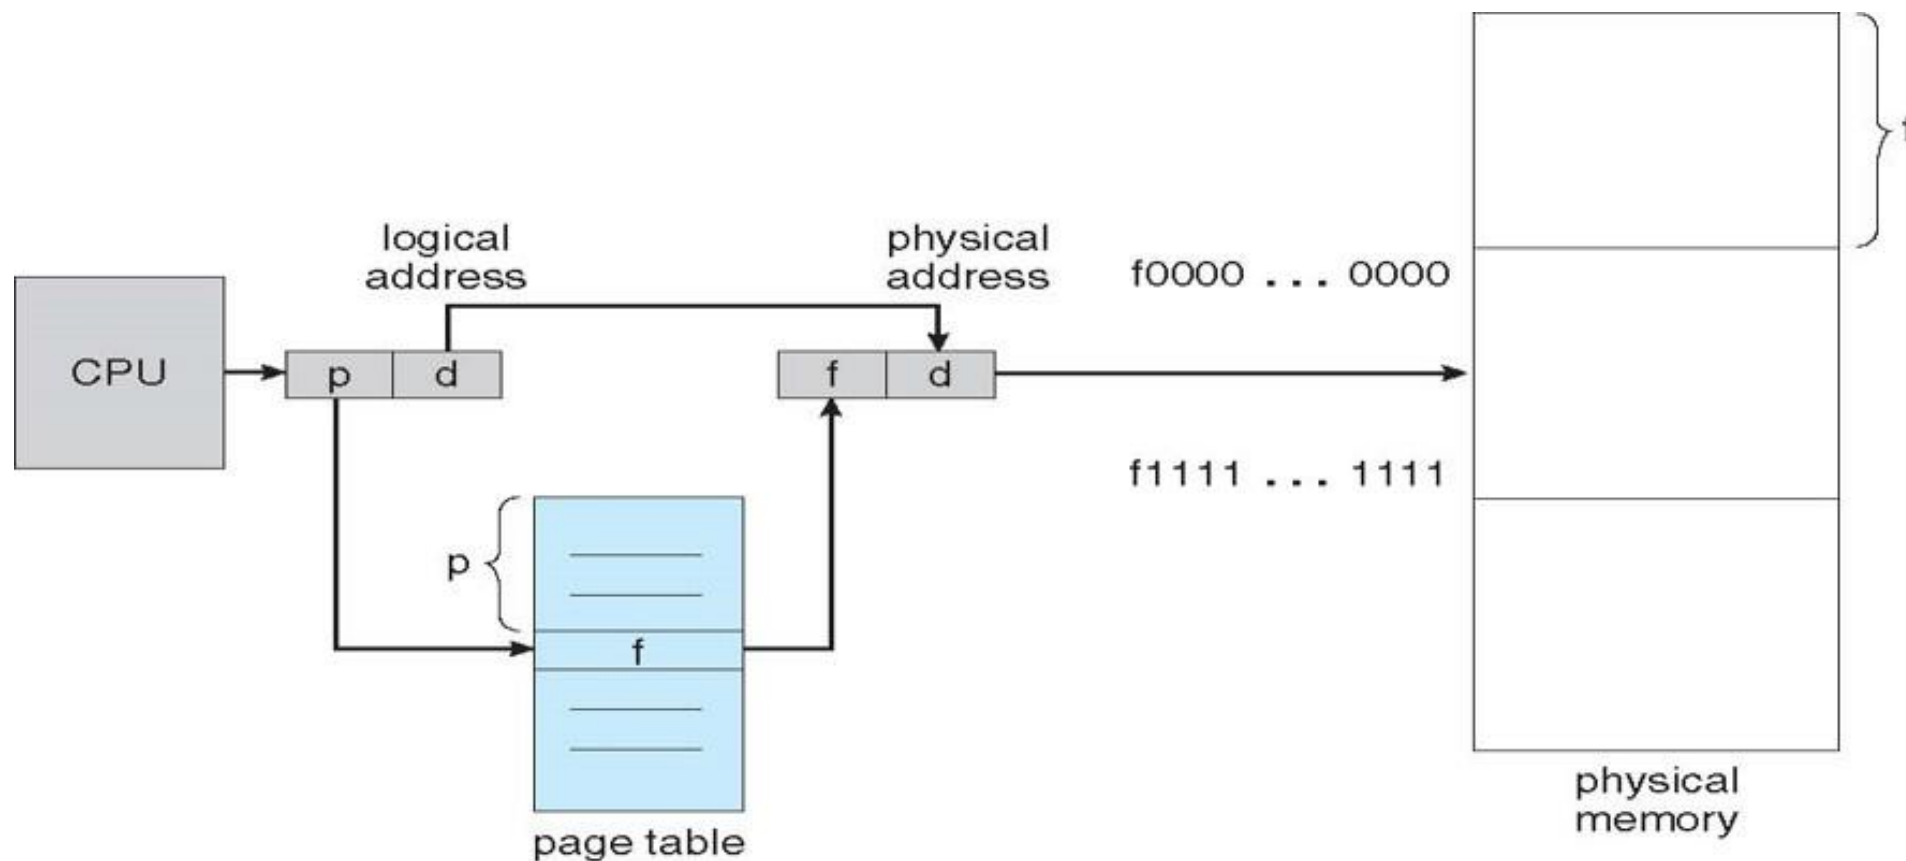 logical
address
physical
address
f0000 ... 0000
CPU
p
d
f
d
f1111 ... 1111
p
f
page table
physical
memory